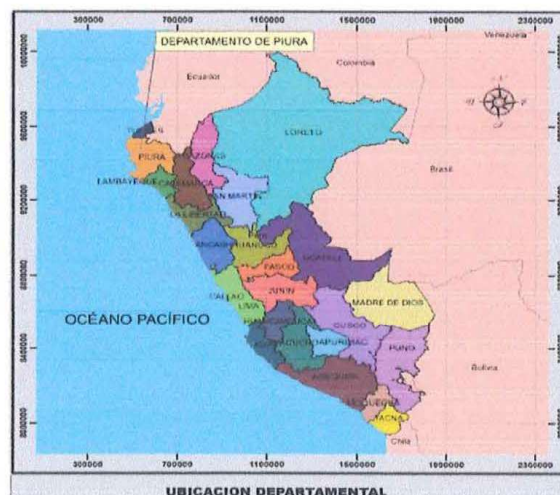 300000 700000 1100000 1500000 1900000 2300000
10000000
Venezuela
DEPARTAMENTO DE PIURA
Colombia
Ecuador
LORETO
PIURA
Brasil
LAMBAYEQUE
CAJAMARCA
SAN MARTIN
9200000
LA LIBERTAD
ANCASH
HUANUCO
UCAYALI
PASCO
JUNIN
CALLAO
LIMA
MADRE DE DIOS
OCÉANO PACÍFICO
CUSCO
APURIMAC
PUNO
AREQUIPA
Bolivia
MOQUEGUA
TACNA
Chile
300000 700000 1100000 1500000 1900000 2300000
UBICACION DEPARTAMENTAL